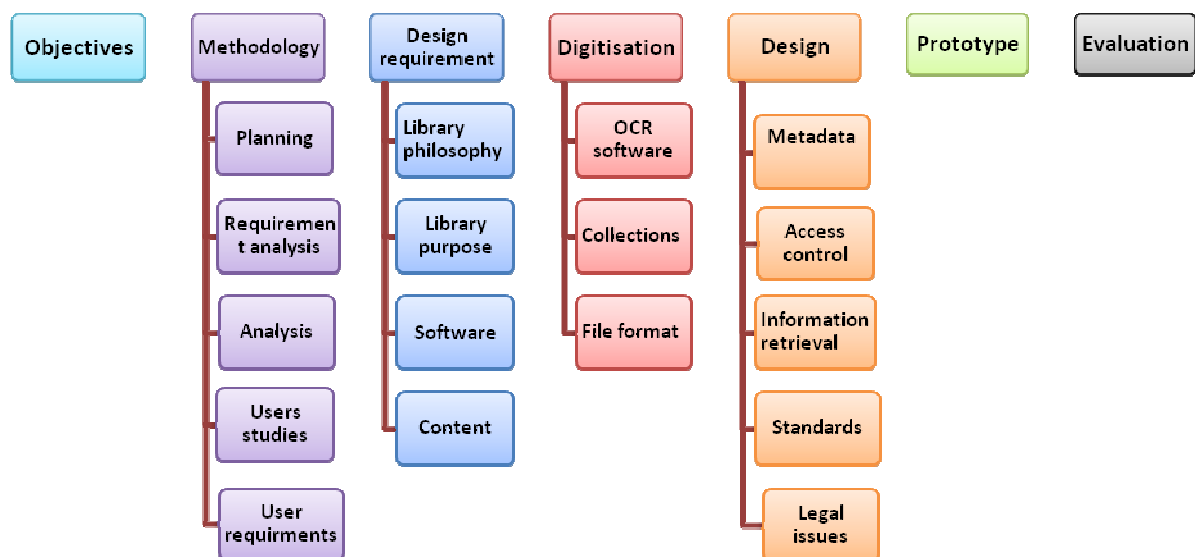 Objectives
Methodology
Design
requirement
Digitisation
Design
Prototype
Evaluation
Planning
Requiremen
t analysis
Analysis
Users
studies
User
requirments
Library
philosophy
Library
purpose
Software
Content
OCR
software
Collections
File format
Metadata
Access
control
Information
retrieval
Standards
Legal
issues